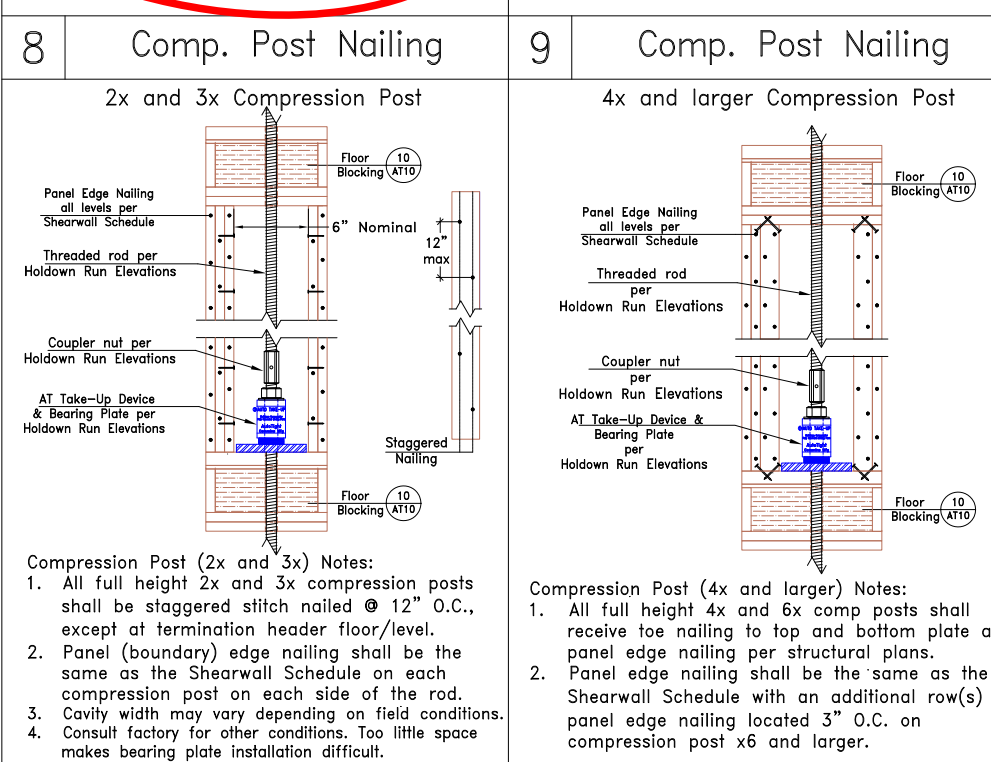 8
Comp. Post Nailing
2x and 3x Compression Post
Floor
Blocking
10
AT10
Panel Edge Nailing
all levels per
Shearwall Schedule
6” Nominal
12”
max
Threaded rod per
Holdown Run Elevations
Coupler nut per
Holdown Run Elevations
AT Take–Up Device
& Bearing Plate per
Holdown Run Elevations
Staggered
Nailing
Floor
Blocking
10
AT10
Compression Post (2x and 3x) Notes:
1. All full height 2x and 3x compression posts
shall be staggered stitch nailed @ 12” O.C.,
except at termination header floor/level.
2. Panel (boundary) edge nailing shall be the
same as the Shearwall Schedule on each
compression post on each side of the rod.
3. Cavity width may vary depending on field conditions.
4. Consult factory for other conditions. Too little space
makes bearing plate installation difficult.
9
Comp. Post Nailing
4x and larger Compression Post
Floor
Blocking
10
AT10
Panel Edge Nailing
all levels per
Shearwall Schedule
Threaded rod
per
Holdown Run Elevations
Coupler nut
per
Holdown Run Elevations
AT Take–Up Device &
Bearing Plate
per
Holdown Run Elevations
Floor
Blocking
10
AT10
Compression Post (4x and larger) Notes:
1. All full height 4x and 6x comp posts shall
receive toe nailing to top and bottom plate a
panel edge nailing per structural plans.
2. Panel edge nailing shall be the same as the
Shearwall Schedule with an additional row(s)
panel edge nailing located 3” O.C. on
compression post x6 and larger.